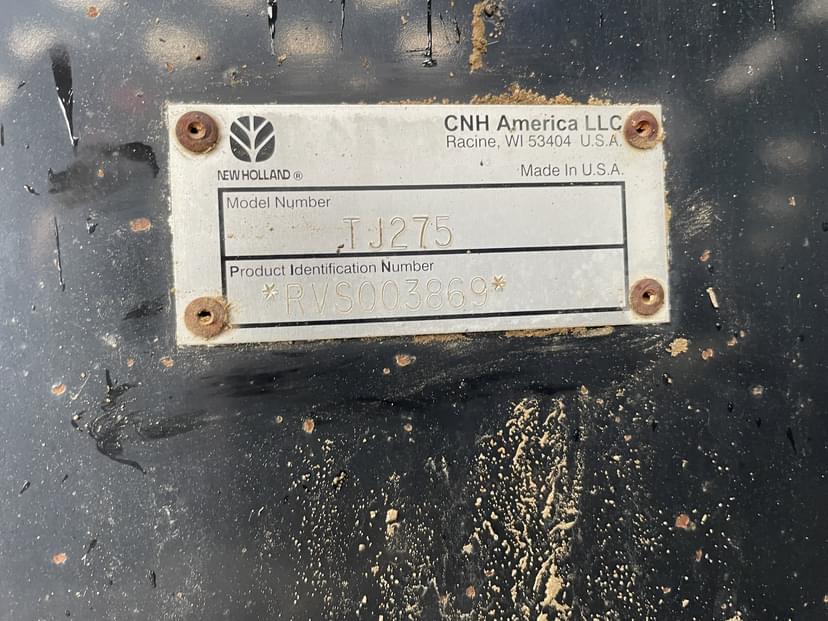 NEW HOLLAND ®
CNH America LLC
Racine, WI 53404 U.S.A.
Made In U.S.A.
Model Number
TJ275
Product Identification Number
*RVS003869*